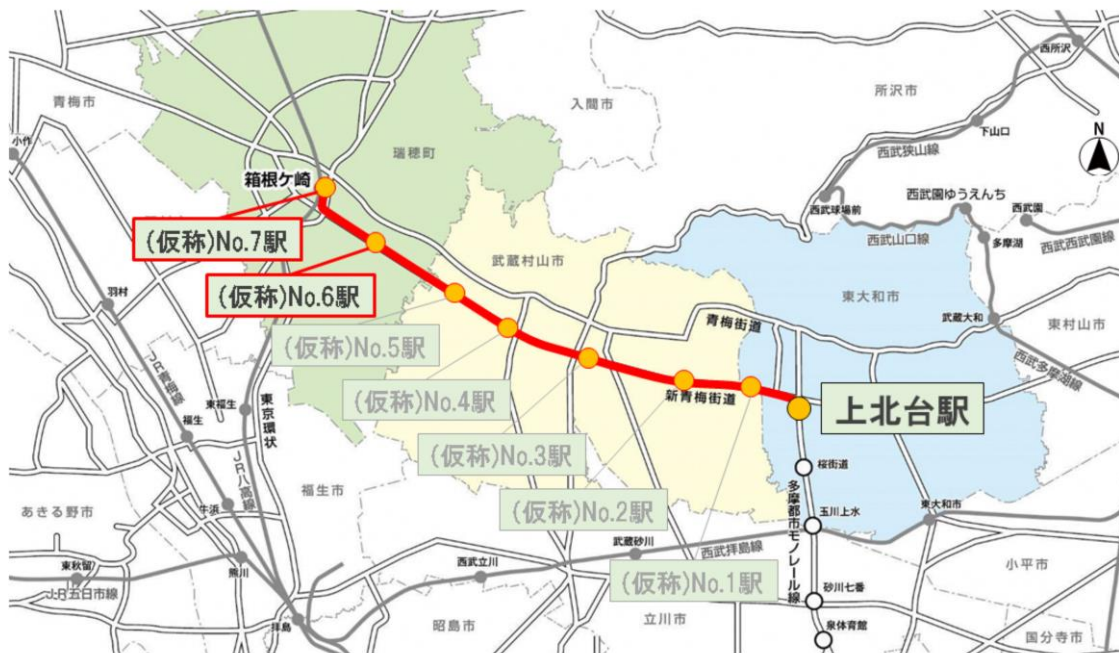 西所沢
青梅市
入間市
所沢市
下山口
小作
瑞穂町
西武狭山線
N
箱根ケ崎
西武球場前
西武園ゆうえんち
西武園
西武山口線
多摩湖
西武西武園線
(仮称)No.7駅
武蔵村山市
(仮称)No.6駅
羽村
東大和市
武蔵大和
東村山市
青梅街道
(仮称)No.5駅
JR青梅線
西武多摩湖線
(仮称)No.4駅
新青梅街道
上北台駅
東福生
東京環状
福生
(仮称)No.3駅
桜街道
JR八高線
福生市
多摩都市モノレール線
あきる野市
牛浜
(仮称)No.2駅
玉川上水
東大和市
武蔵砂川
西武拝島線
東秋留
熊川
西武立川
(仮称)No.1駅
小平市
JR五日市線
砂川七番
拝島
昭島市
立川市
泉体育館
国分寺市